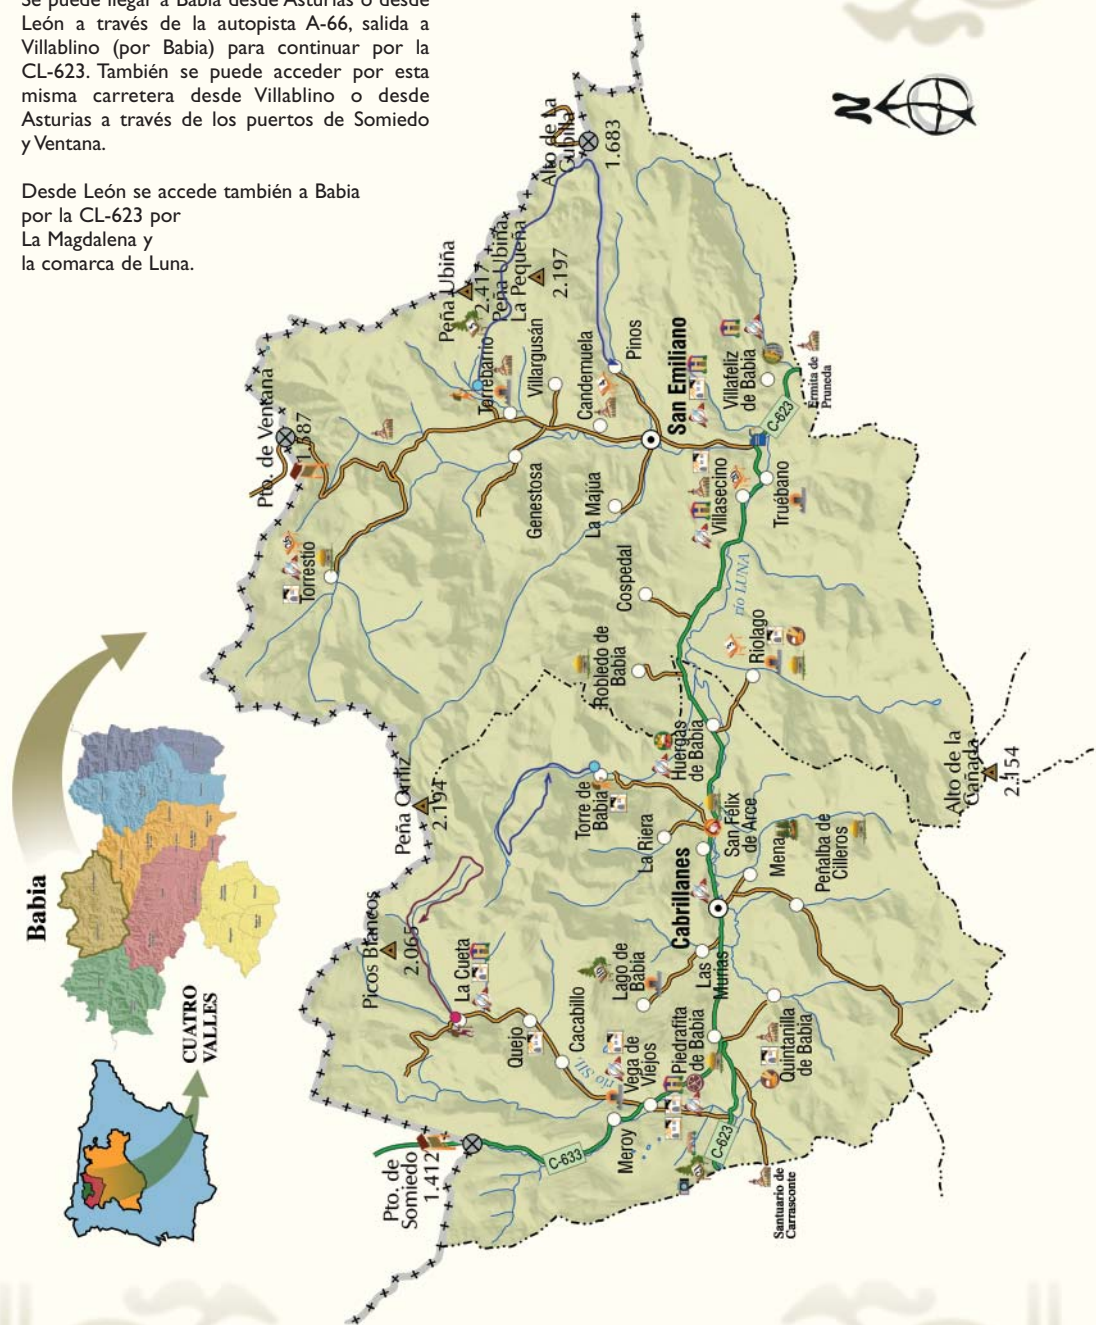 Se puede llegar a Babia desde Asturias o desde
León a través de la autopista A-66, salida a
Villablino (por Babia) para continuar por la
CL-623. También se puede acceder por esta
misma carretera desde Villablino o desde
Asturias a través de los puertos de Somiedo
y Ventana.
Desde León se accede también a Babia
por la CL-623 por
La Magdalena y
la comarca de Luna.
N
Babia
CUATRO
VALLES
Alto de La
Cubilla
1.683
Peña Ubiña
2.417
Peña Ubiña
La Pequeña
2.197
Pto. de Ventana
1.587
Torrebarrio
Villargusán
Candemuela
Pinos
San Emiliano
Villafeliz
de Babia
Ermita de
Pruneda
C-623
Genestosa
La Majúa
Villasecino
Truébano
Torrestío
Cospedal
río LUNA
Robledo de
Babia
Riolago
Huergas
de Babia
Peña Orniz
2.194
Torre de
Babia
La Riera
San Félix
de Arce
Mena
Peñalba de
Cilleros
Alto de la
Cañada
2.154
Cabrillanes
Picos Blancos
2.065
La Cueta
Lago de
Babia
Las
Murias
Quejo
Cacabillo
río SIL
Vega de
Viejos
Piedrafita
de Babia
Quintanilla
de Babia
Meroy
C-633
C-623
Pto. de
Somiedo
1.412
Santuario de
Carrasconte